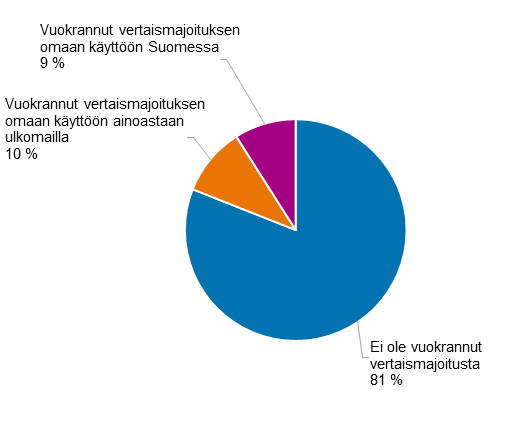 Vuokrannut vertaismajoituksen
omaan käyttöön Suomessa
9 %
Vuokrannut vertaismajoituksen
omaan käyttöön ainoastaan
ulkomailla
10 %
Ei ole vuokrannut
vertaismajoitusta
81 %